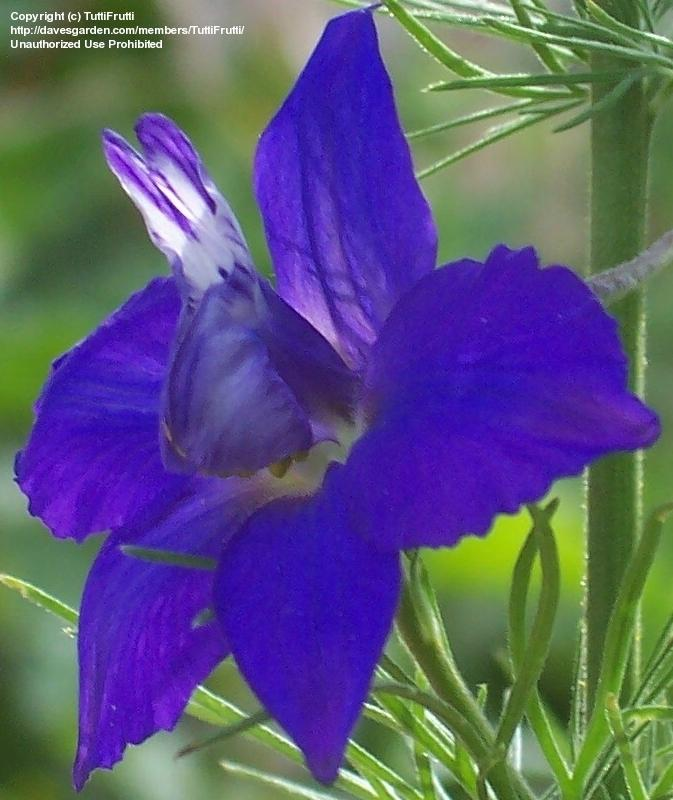 Copyright (c) TuttiFrutti
http://davesgarden.com/members/TuttiFrutti/
Unauthorized Use Prohibited